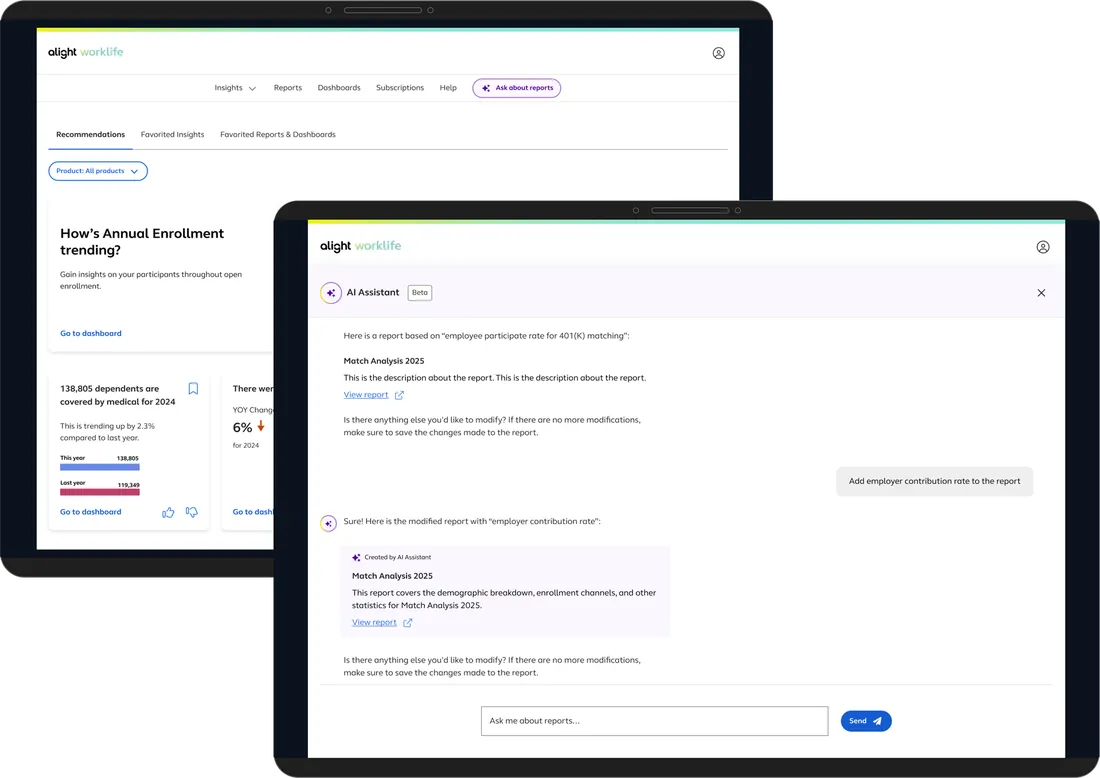 alight worklife
Insights
Reports
Dashboards
Subscriptions
Help
Ask about reports
Recommendations
Favorited Insights
Favorited Reports & Dashboards
Product: All products
How's Annual Enrollment
trending?
Gain insights on your participants throughout open
enrollment.
Go to dashboard
138,805 dependents are
covered by medical for 2024
This is trending up by 2.3%
compared to last year.
This year 138,805
Last year 119,349
Go to dashboard
There wer
YOY Chang
6%
for 2024
Go to dash
alight worklife
AI Assistant
Beta
Here is a report based on "employee participate rate for 401(K) matching":
Match Analysis 2025
This is the description about the report. This is the description about the report.
View report
Is there anything else you'd like to modify? If there are no more modifications,
make sure to save the changes made to the report.
Add employer contribution rate to the report
Sure! Here is the modified report with "employer contribution rate":
Created by AI Assistant
Match Analysis 2025
This report covers the demographic breakdown, enrollment channels, and other
statistics for Match Analysis 2025.
View report
Is there anything else you'd like to modify? If there are no more modifications,
make sure to save the changes made to the report.
Ask me about reports...
Send